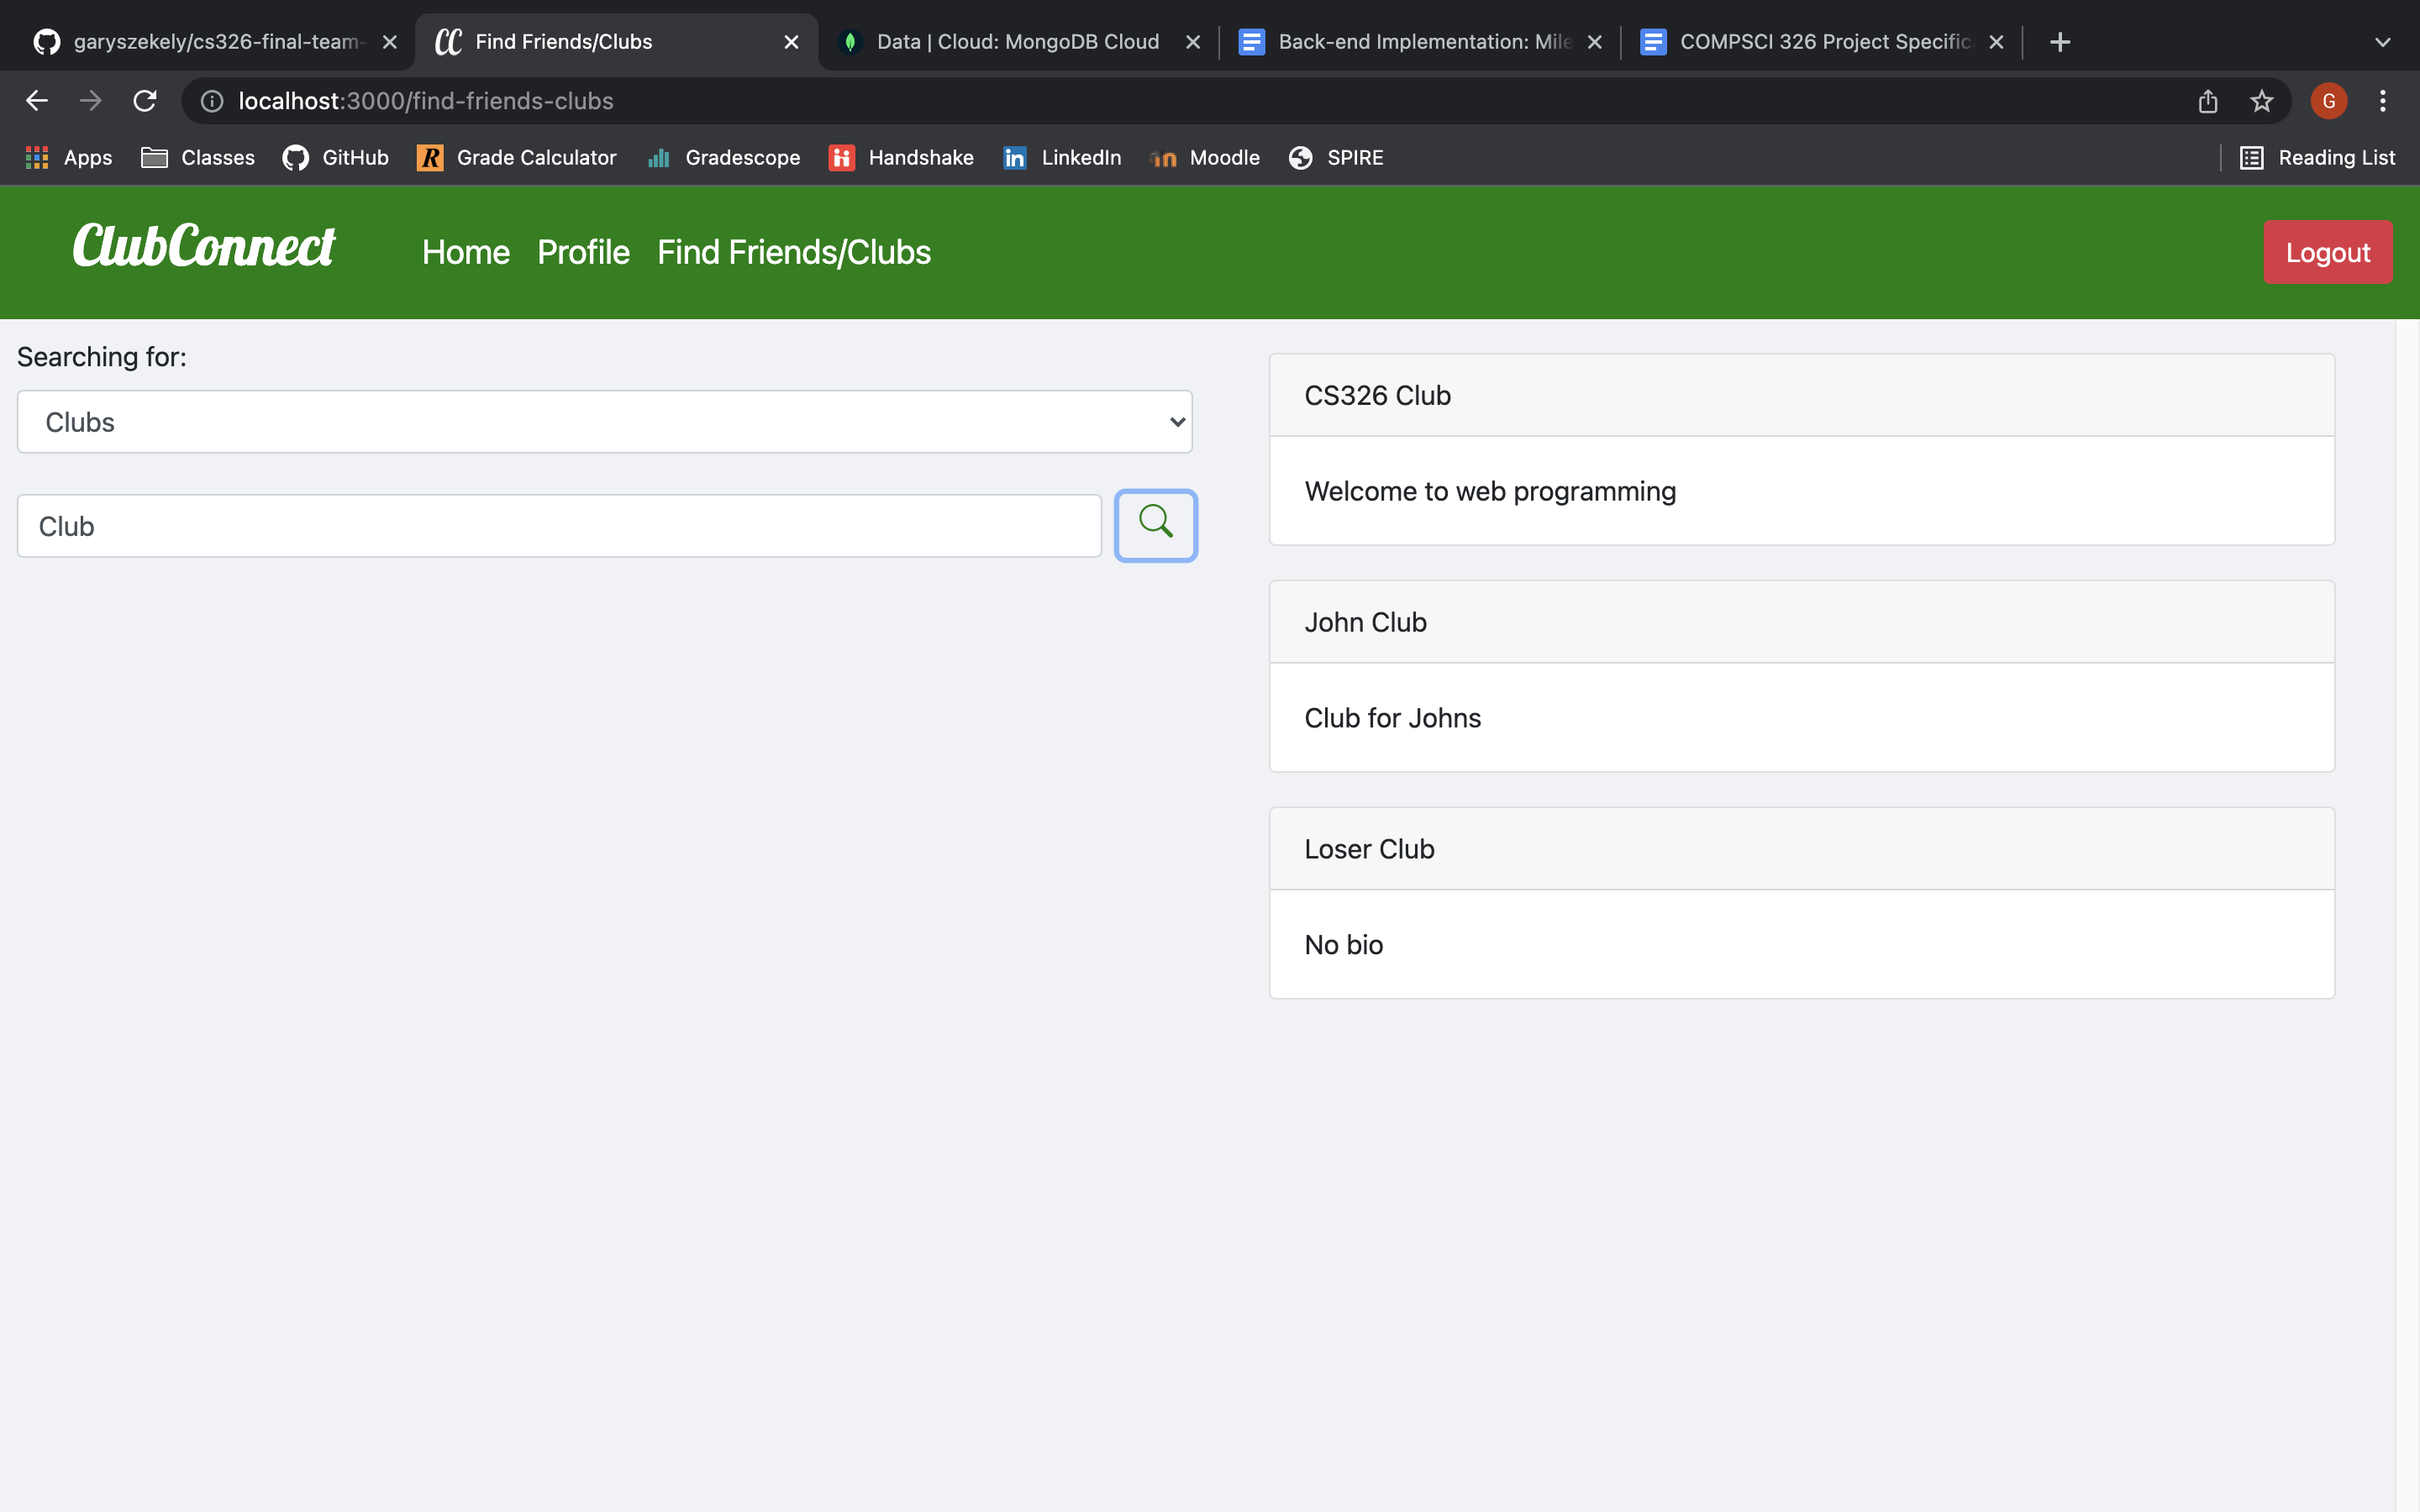 garyszekely/cs326-final-team-
CC Find Friends/Clubs
Data | Cloud: MongoDB Cloud
Back-end Implementation: Mile
COMPSCI 326 Project Specific
localhost:3000/find-friends-clubs
G
Apps
Classes
GitHub
R Grade Calculator
Gradescope
Handshake
in LinkedIn
Moodle
SPIRE
Reading List
ClubConnect
Home
Profile
Find Friends/Clubs
Logout
Searching for:
Clubs
Club
CS326 Club
Welcome to web programming
John Club
Club for Johns
Loser Club
No bio